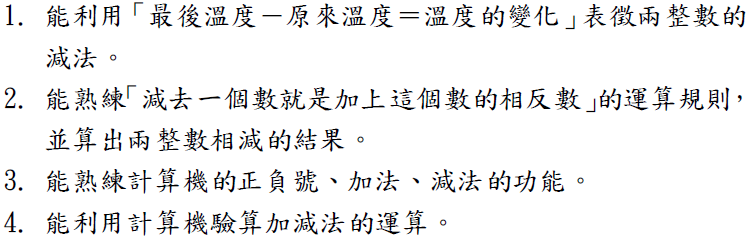 1. 能利用「最後溫度－原來溫度＝溫度的變化」表徵兩整數的
減法。
2. 能熟練「減去一個數就是加上這個數的相反數」的運算規則，
並算出兩整數相減的結果。
3. 能熟練計算機的正負號、加法、減法的功能。
4. 能利用計算機驗算加減法的運算。